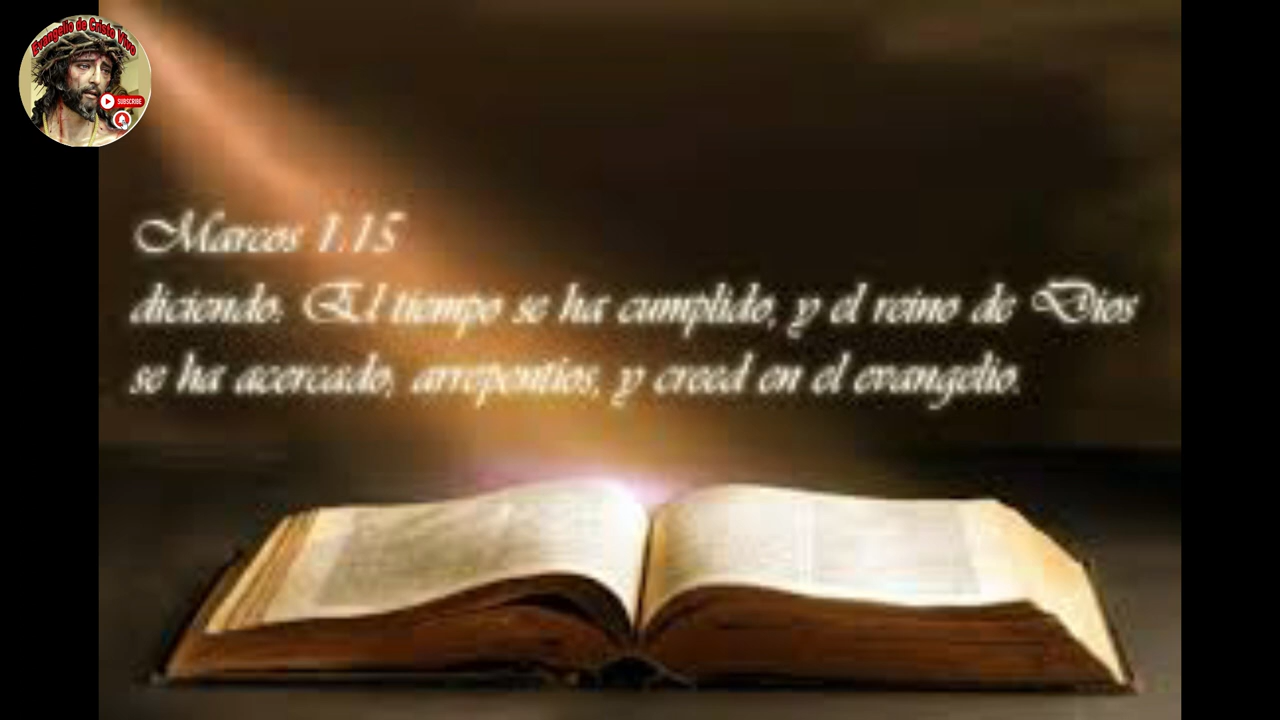 Evangelio de Cristo Vivo
SUBSCRIBE
Marcos 1:15
diciendo: El tiempo se ha cumplido, y el reino de Dios
se ha acercado; arrepentíos, y creed en el evangelio.